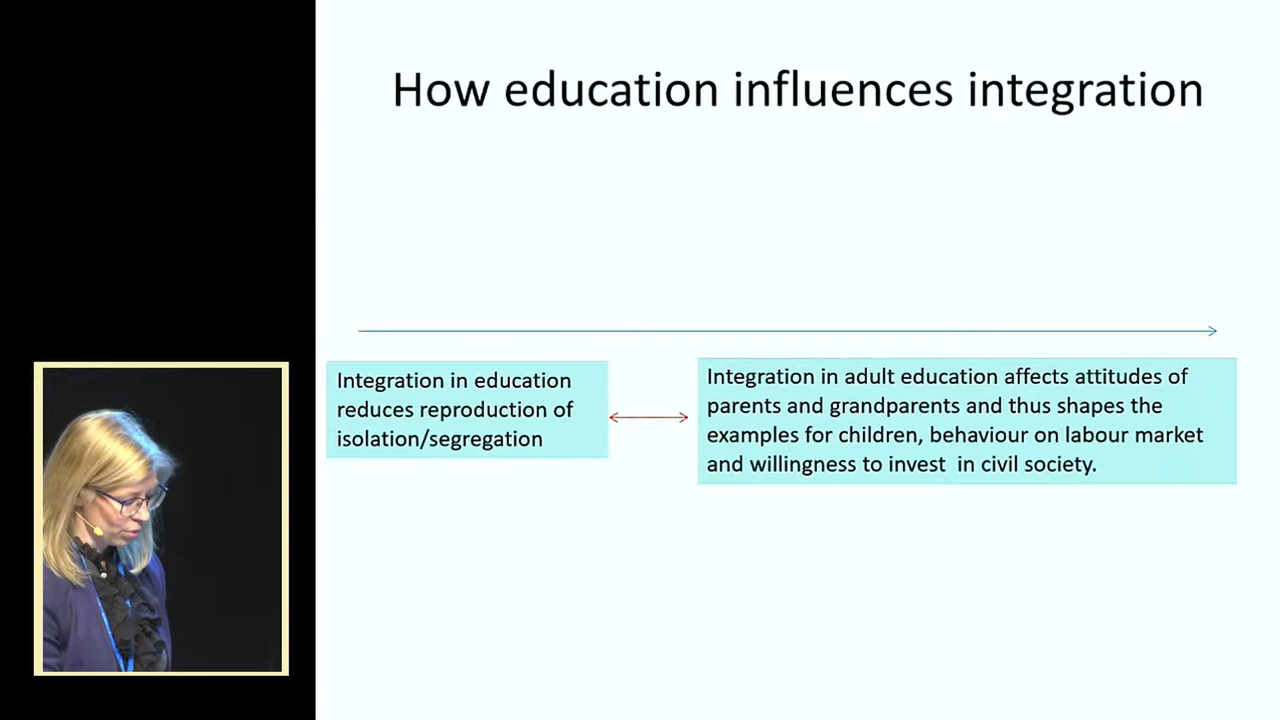 How education influences integration
Integration in education
reduces reproduction of
isolation/segregation
Integration in adult education affects attitudes of
parents and grandparents and thus shapes the
examples for children, behaviour on labour market
and willingness to invest  in civil society.